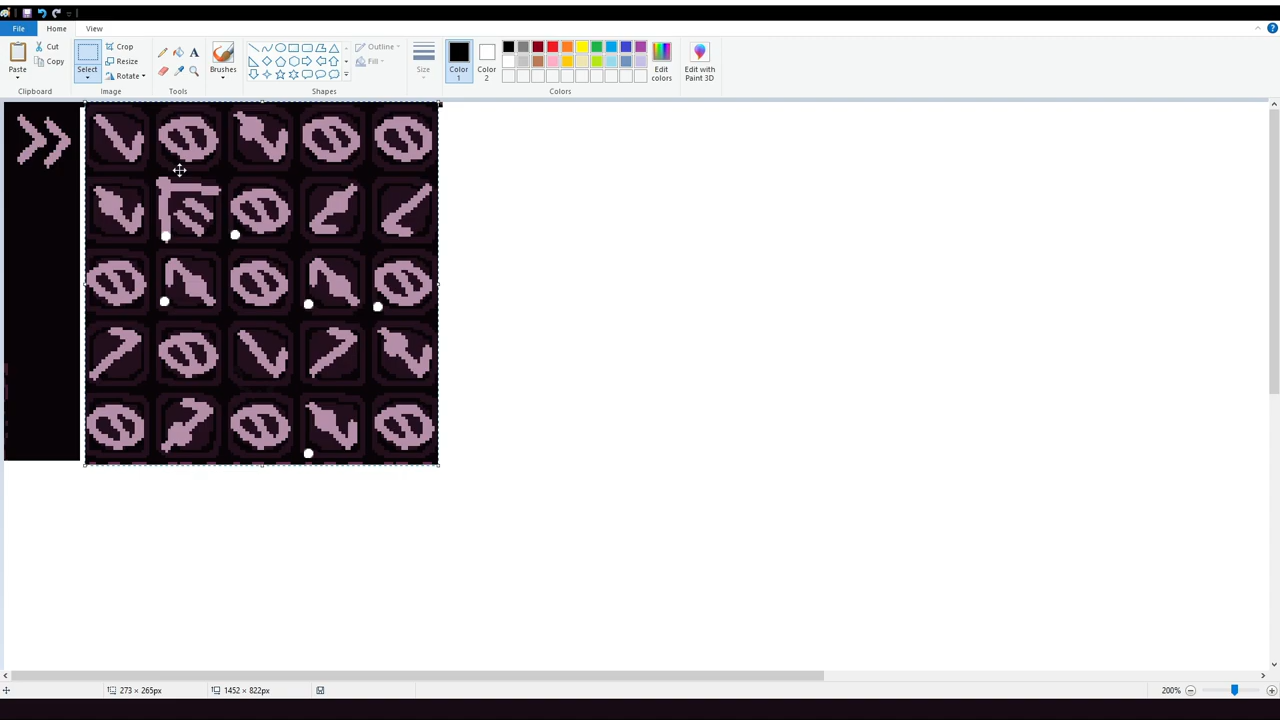 File Home View
Paste Cut Copy Clipboard
Select Crop Resize Rotate Image
A Tools
Brushes
Outline Fill Shapes
Size
Color 1 Color 2 Edit colors Colors
Edit with Paint 3D
273 × 265px 1452 × 822px 200%